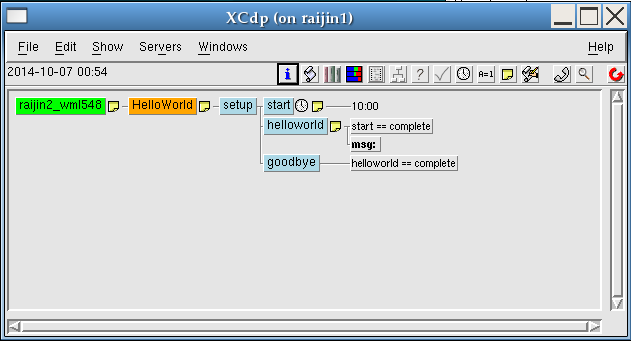 XCdp (on raijin1)
File Edit Show Servers Windows Help
2014-10-07 00:54
i ? A=1
raijin2_wml548 HelloWorld setup start 10:00
helloworld start == complete
msg:
goodbye helloworld == complete